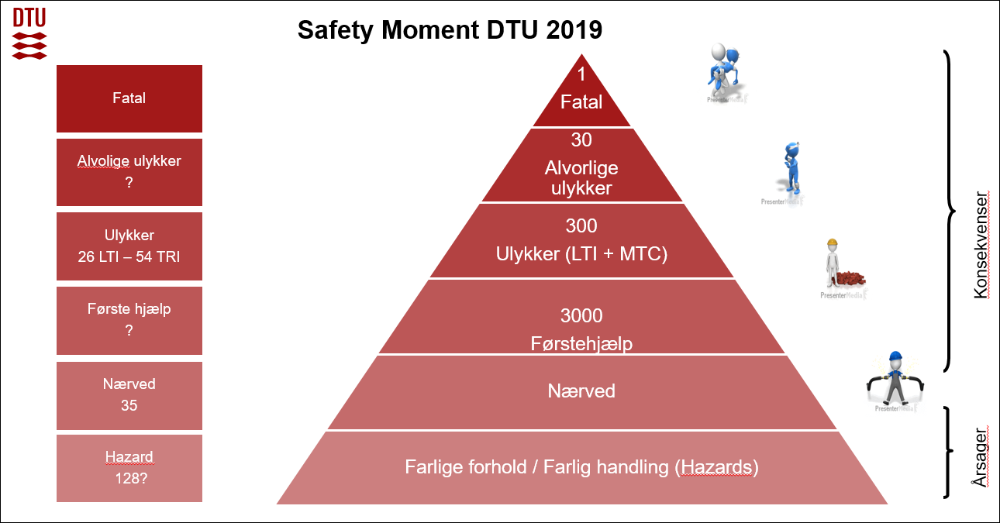 DTU
Safety Moment DTU 2019
Fatal
Alvolige ulykker
?
Ulykker
26 LTI – 54 TRI
Første hjælp
?
Nærved
35
Hazard
128?
1
Fatal
30
Alvorlige
ulykker
300
Ulykker (LTI + MTC)
3000
Førstehjælp
Nærved
Farlige forhold / Farlig handling (Hazards)
PresenterMedia
PresenterMedia
PresenterMedia
PresenterMedia
Konsekvenser
Årsager